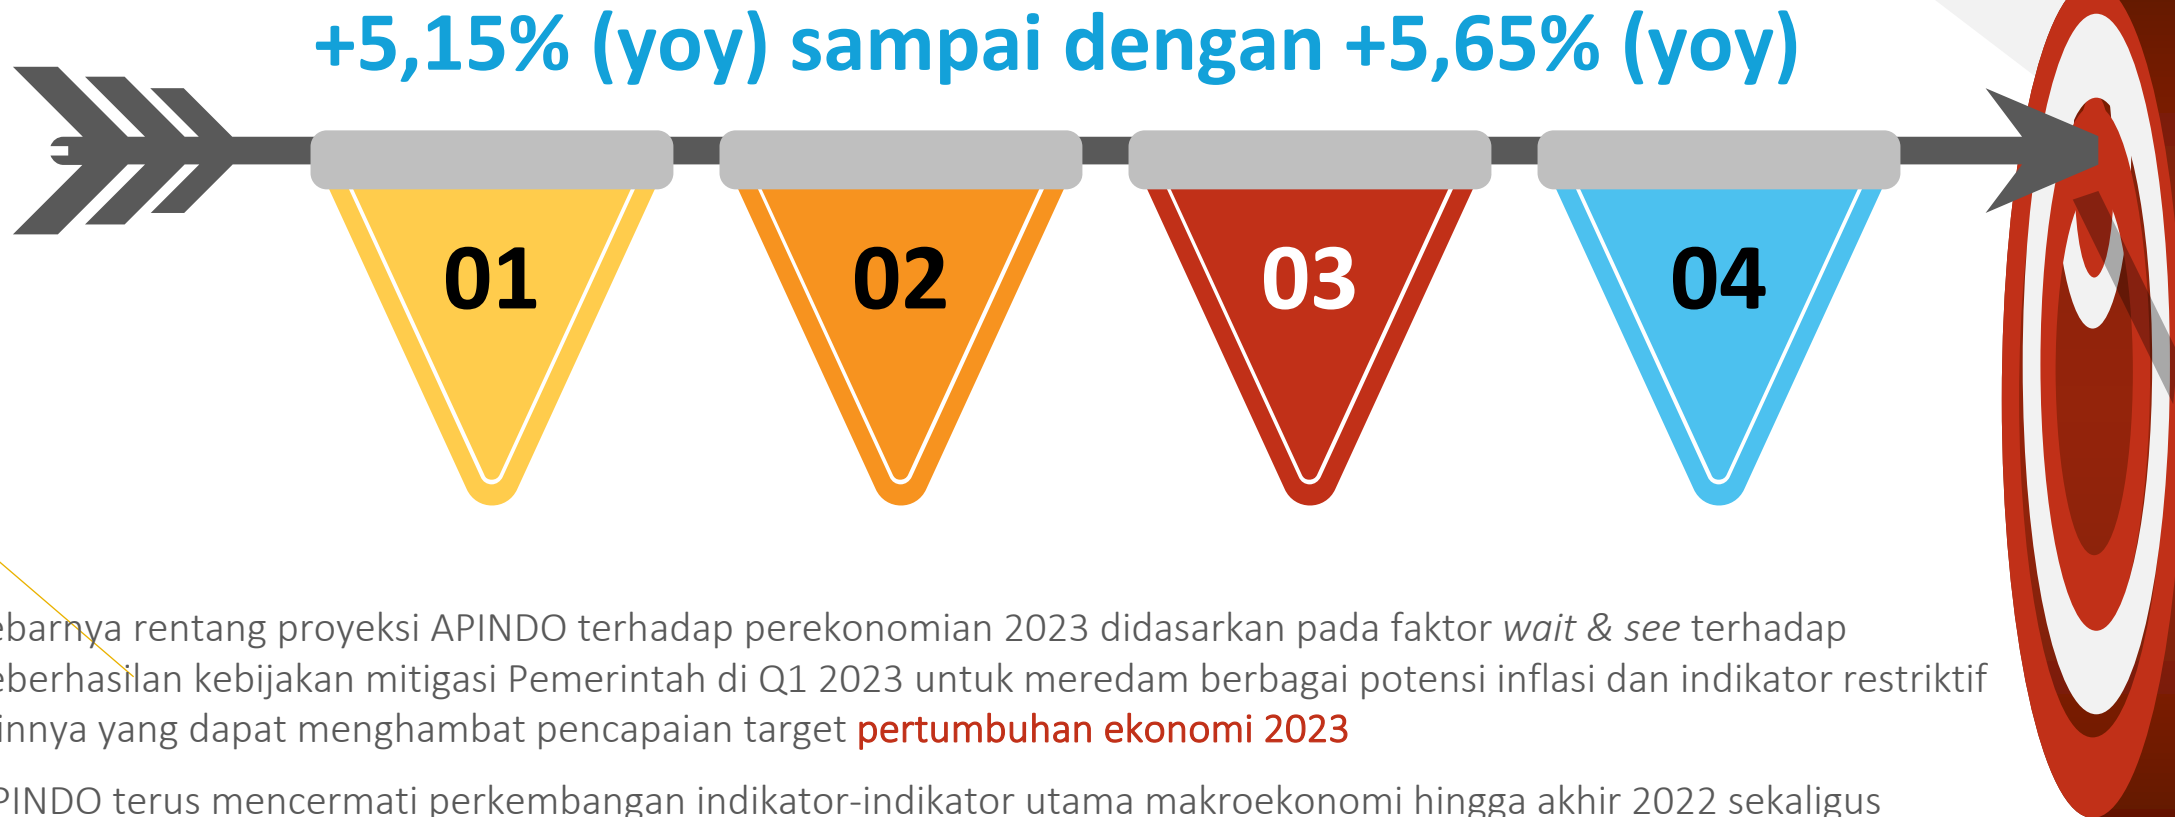 +5,15% (yoy) sampai dengan +5,65% (yoy)
01
02
03
04
ebarnya rentang proyeksi APINDO terhadap perekonomian 2023 didasarkan pada faktor wait & see terhadap
eberhasilan kebijakan mitigasi Pemerintah di Q1 2023 untuk meredam berbagai potensi inflasi dan indikator restriktif
innya yang dapat menghambat pencapaian target pertumbuhan ekonomi 2023
PINDO terus mencermati perkembangan indikator-indikator utama makroekonomi hingga akhir 2022 sekaligus